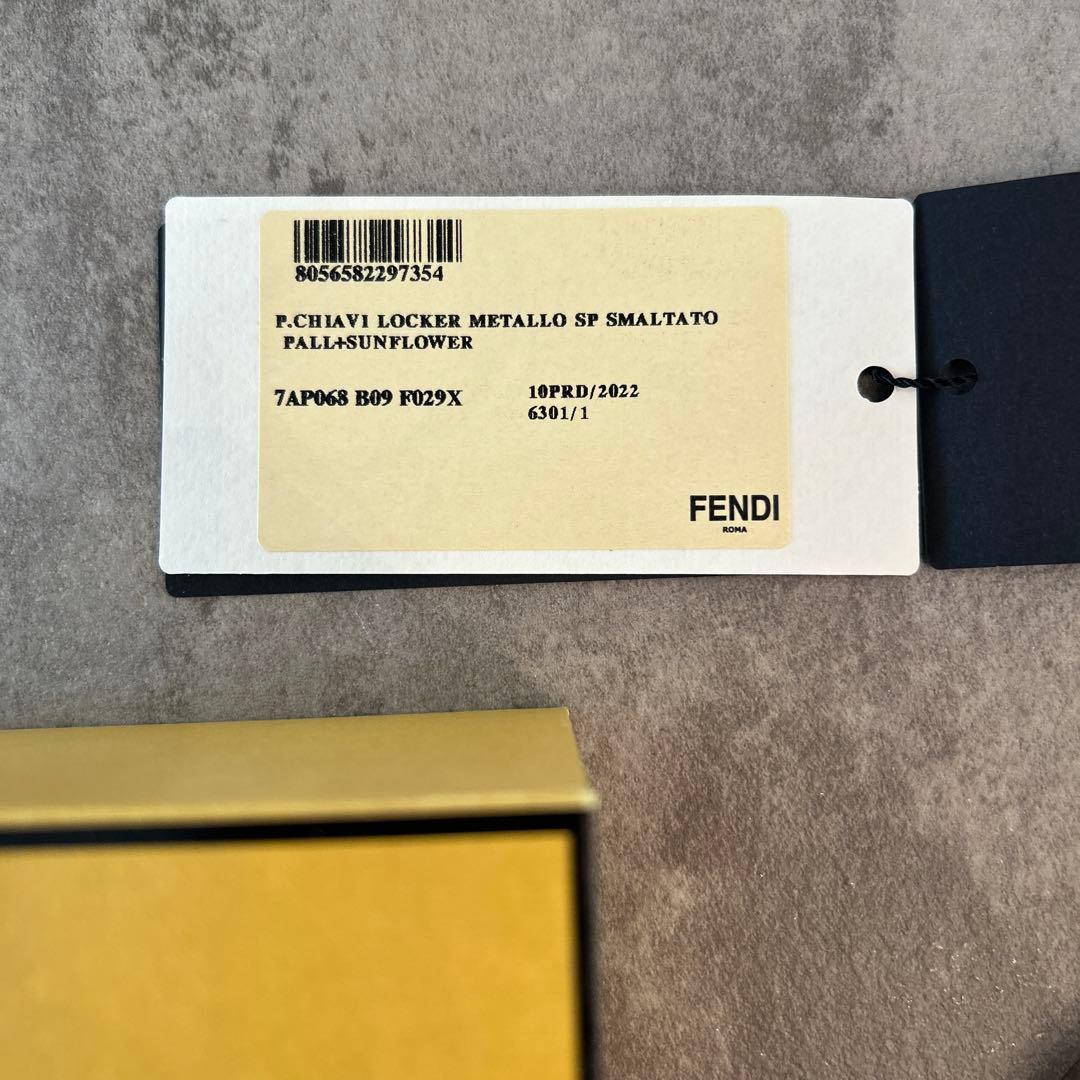 8056582297354
P.CHIAVI LOCKER METALLO SP SMALTATO
PALL+SUNFLOWER
7AP068 B09 F029X
10PRD/2022
6301/1
FENDI
ROMA